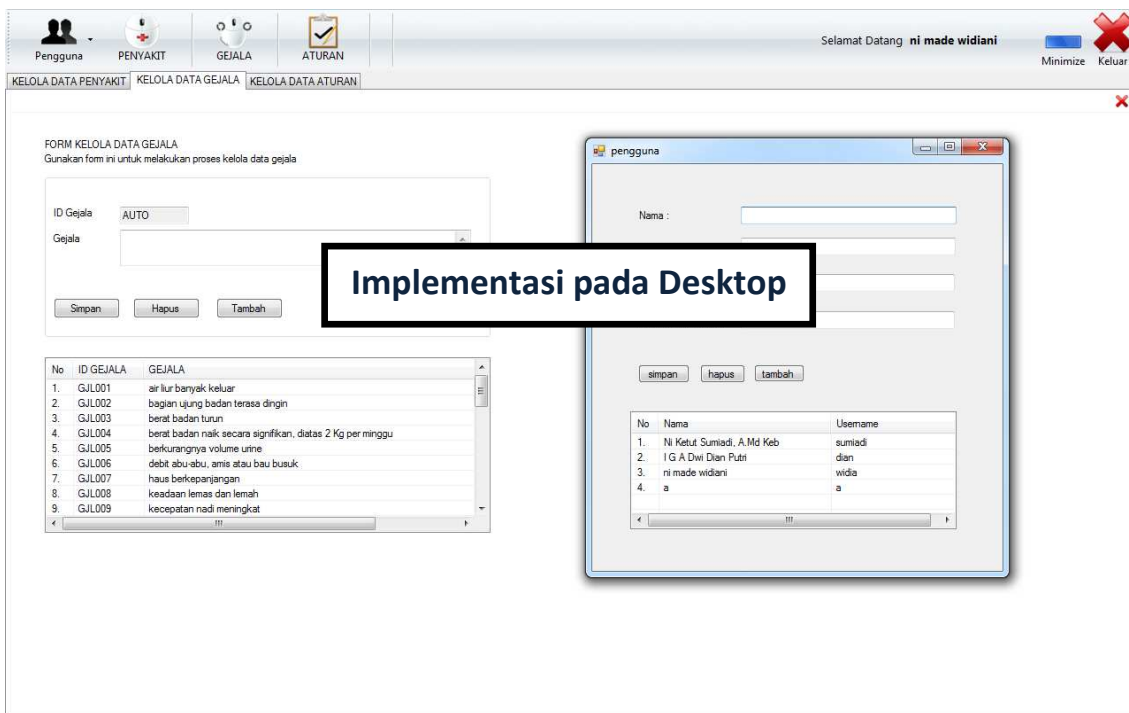 Pengguna
PENYAKIT
GEJALA
ATURAN
Selamat Datang ni made widiani
Minimize
Keluar
KELOLA DATA PENYAKIT
KELOLA DATA GEJALA
KELOLA DATA ATURAN
FORM KELOLA DATA GEJALA
Gunakan form ini untuk melakukan proses kelola data gejala
ID Gejala AUTO
Gejala
Simpan Hapus Tambah
No ID GEJALA GEJALA
1. GJL001 air liur banyak keluar
2. GJL002 bagian ujung badan terasa dingin
3. GJL003 berat badan turun
4. GJL004 berat badan naik secara signifikan, diatas 2 Kg per minggu
5. GJL005 berkurangnya volume urine
6. GJL006 debit abu-abu, amis atau bau busuk
7. GJL007 haus berkepanjangan
8. GJL008 keadaan lemas dan lemah
9. GJL009 kecepatan nadi meningkat
Implementasi pada Desktop
pengguna
Nama :
simpan hapus tambah
No Nama Username
1. Ni Ketut Sumiadi, A.Md Keb sumiadi
2. I G A Dwi Dian Putri dian
3. ni made widiani widia
4. a a